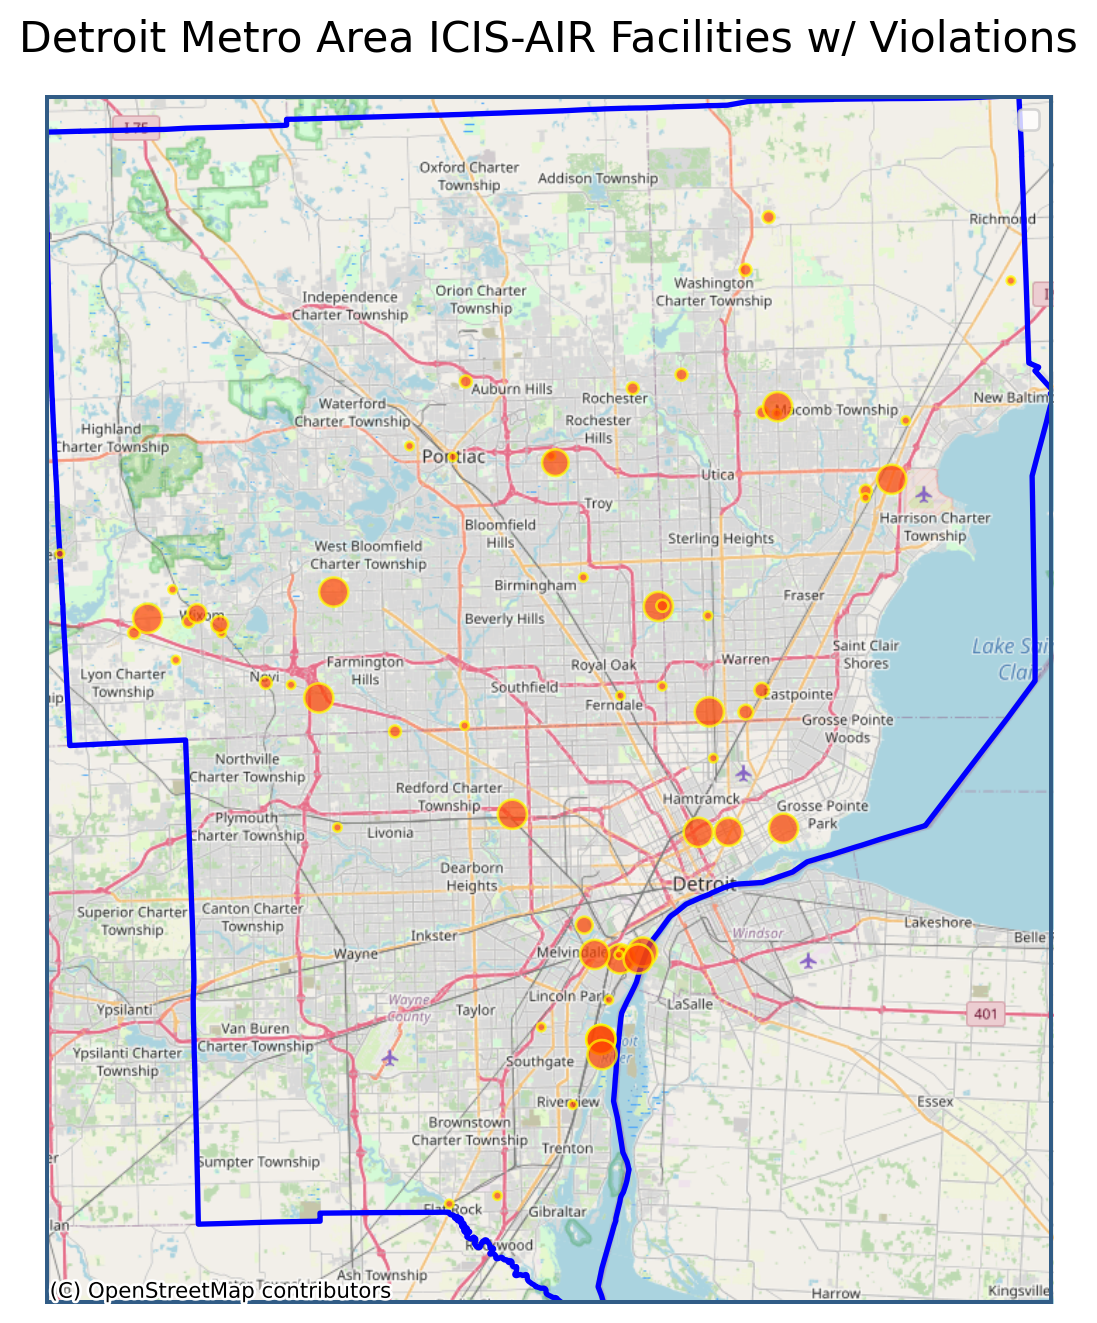 Detroit Metro Area ICIS-AIR Facilities w/ Violations
I 75
Oxford Charter
Township
Addison Township
Richmond
Independence
Charter Township
Orion Charter
Township
Washington
Charter Township
Auburn Hills
Rochester
New Baltim
Waterford
Charter Township
Macomb Township
Highland
Charter Township
Rochester
Hills
Pontiac
Utica
Troy
Bloomfield
Hills
Harrison Charter
Township
Sterling Heights
West Bloomfield
Charter Township
Birmingham
Fraser
Wixom
Beverly Hills
Saint Clair
Shores
Lake Sai
Clair
Lyon Charter
Township
Novi
Farmington
Hills
Royal Oak
Warren
Southfield
Ferndale
Eastpointe
Grosse Pointe
Woods
Northville
Charter Township
Redford Charter
Township
Hamtramck
Grosse Pointe
Park
Plymouth
Charter Township
Livonia
Dearborn
Heights
Detroit
Superior Charter
Township
Canton Charter
Township
Inkster
Windsor
Lakeshore
Belle
Wayne
Melvindale
Lincoln Park
LaSalle
Ypsilanti
Wayne
County
Taylor
401
Van Buren
Charter Township
Ypsilanti Charter
Township
Southgate
River
Riverview
Essex
Brownstown
Charter Township
Trenton
Sumpter Township
Flat Rock
Gibraltar
Rockwood
Ash Township
Harrow
Kingsville
(C) OpenStreetMap contributors